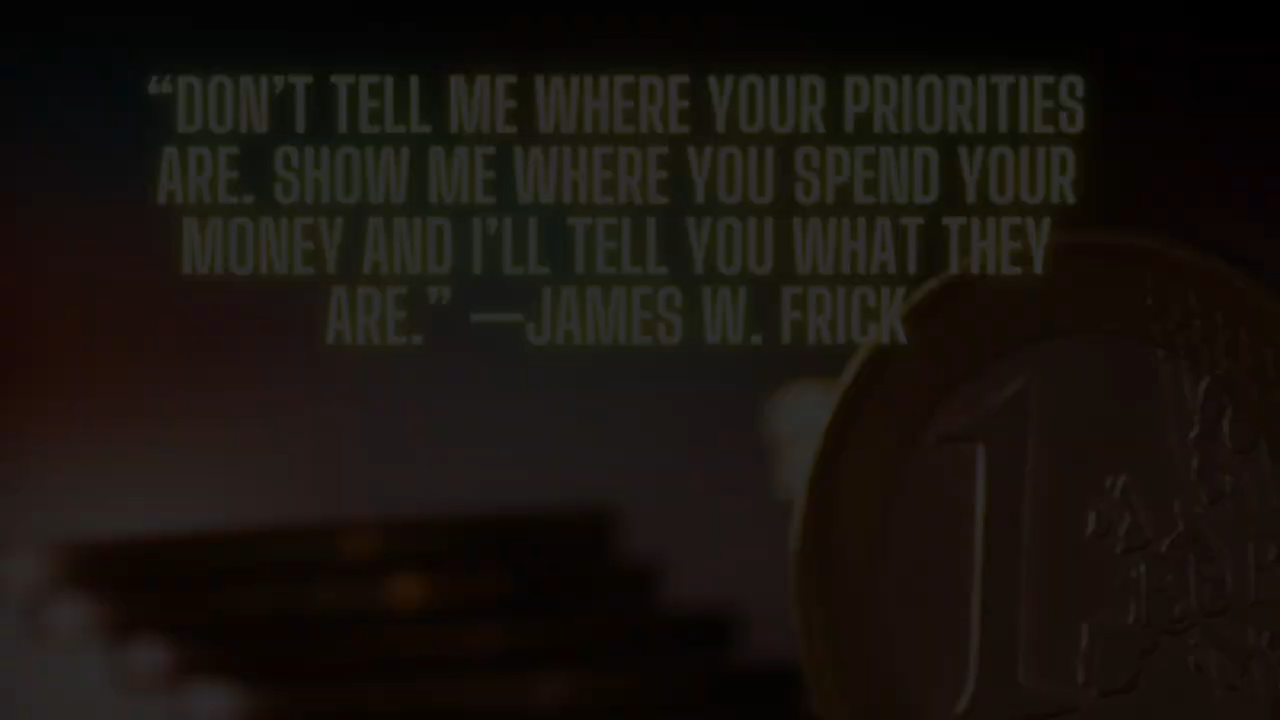 “DON’T TELL ME WHERE YOUR PRIORITIES
ARE. SHOW ME WHERE YOU SPEND YOUR
MONEY AND I’LL TELL YOU WHAT THEY
ARE.” —JAMES W. FRICK
1